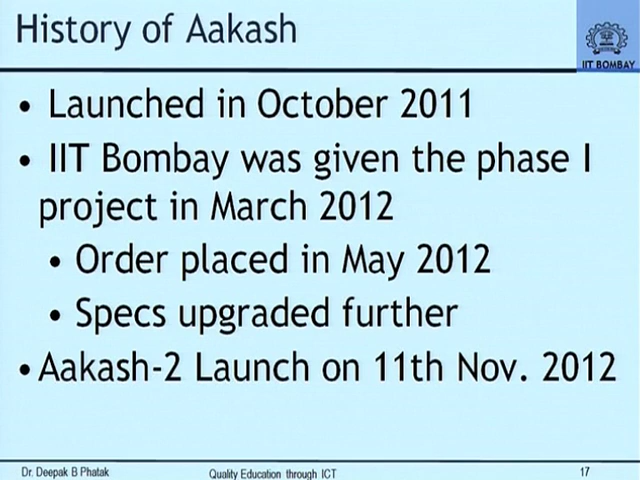 History of Aakash
IIT BOMBAY
• Launched in October 2011
• IIT Bombay was given the phase I
project in March 2012
• Order placed in May 2012
• Specs upgraded further
• Aakash-2 Launch on 11th Nov. 2012
Dr. Deepak B Phatak
Quality Education through ICT
17